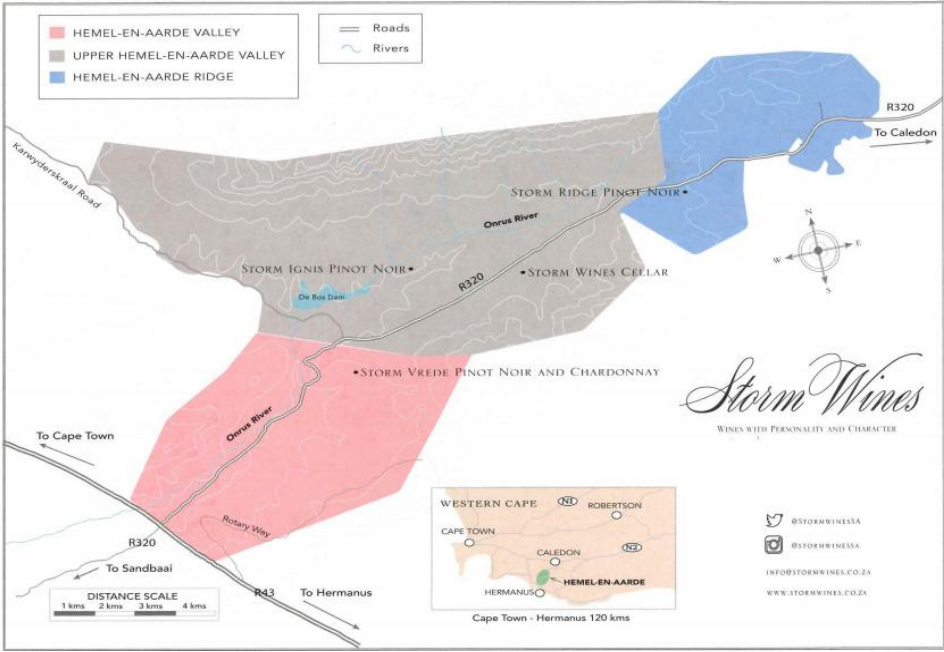 HEMEL-EN-AARDE VALLEY
UPPER HEMEL-EN-AARDE VALLEY
HEMEL-EN-AARDE RIDGE
Roads
Rivers
R320
To Caledon
Karwyderskraal Road
STORM RIDGE PINOT NOIR
Onrus River
N
W
E
S
STORM IGNIS PINOT NOIR
STORM WINES CELLAR
R320
De Bos Dam
STORM VREDE PINOT NOIR AND CHARDONNAY
Storm Wines
WINES WITH PERSONALITY AND CHARACTER
Onrus River
To Cape Town
Rotary Way
R320
To Sandbaai
R43
To Hermanus
DISTANCE SCALE
1 kms 2 kms 3 kms 4 kms
WESTERN CAPE
N1
ROBERTSON
CAPE TOWN
CALEDON
N2
HEMEL-EN-AARDE
HERMANUS
Cape Town - Hermanus 120 kms
@STORMWINESSA
@STORMWINESSA
INFO@STORMWINES.CO.ZA
WWW.STORMWINES.CO.ZA